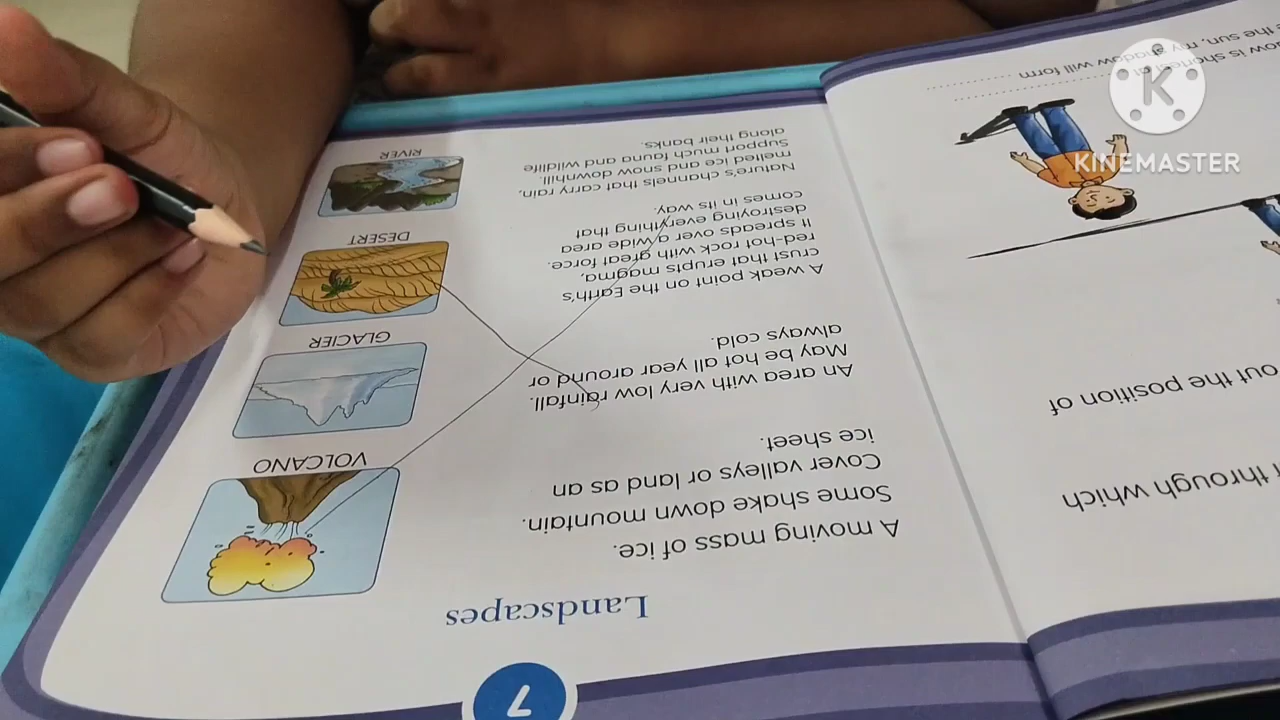 7
Landscapes
A moving mass of ice.
Some shake down mountain.
Cover valleys or land as an
ice sheet.
VOLCANO
An area with very low rainfall.
May be hot all year around or
always cold.
GLACIER
A weak point on the Earth's
crust that erupts magma,
red-hot rock with great force.
It spreads over a wide area
destroying every thing that
comes in its way.
DESERT
Nature's channels that carry rain,
melted ice and snow downhill.
Support much fauna and wildlife
along their banks.
RIVER
through which
out the position of
the sun, my shadow will form
is
K
KINEMASTER